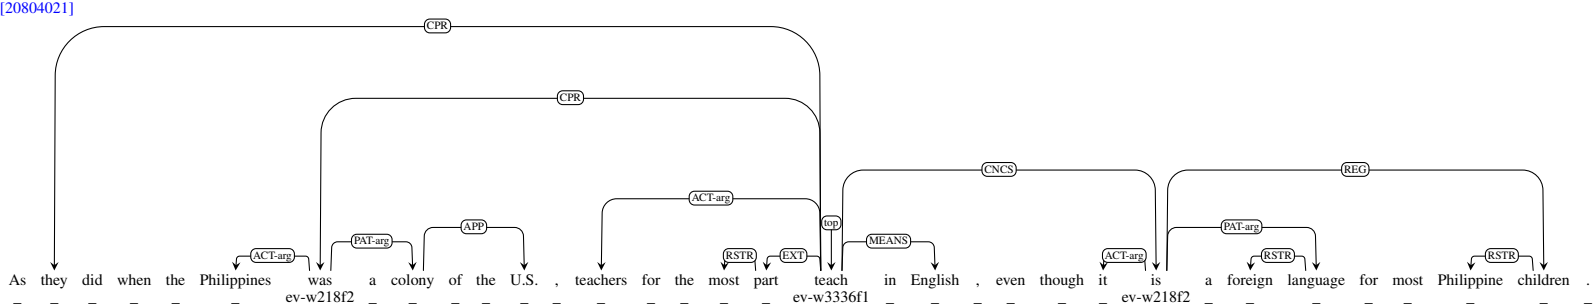 [20804021]
CPR
CPR
CNCS
REG
ACT-arg
top
APP
PAT-arg
MEANS
PAT-arg
ACT-arg
RSTR
EXT
ACT-arg
RSTR
RSTR
As they did when the Philippines was a colony of the U.S. , teachers for the most part teach in English , even though it is a foreign language for most Philippine children .
_ _ _ _ _ _ ev-w218f2 _ _ _ _ _ _ _ _ _ _ _ ev-w3336f1 _ _ _ _ _ _ ev-w218f2 _ _ _ _ _ _ _ _